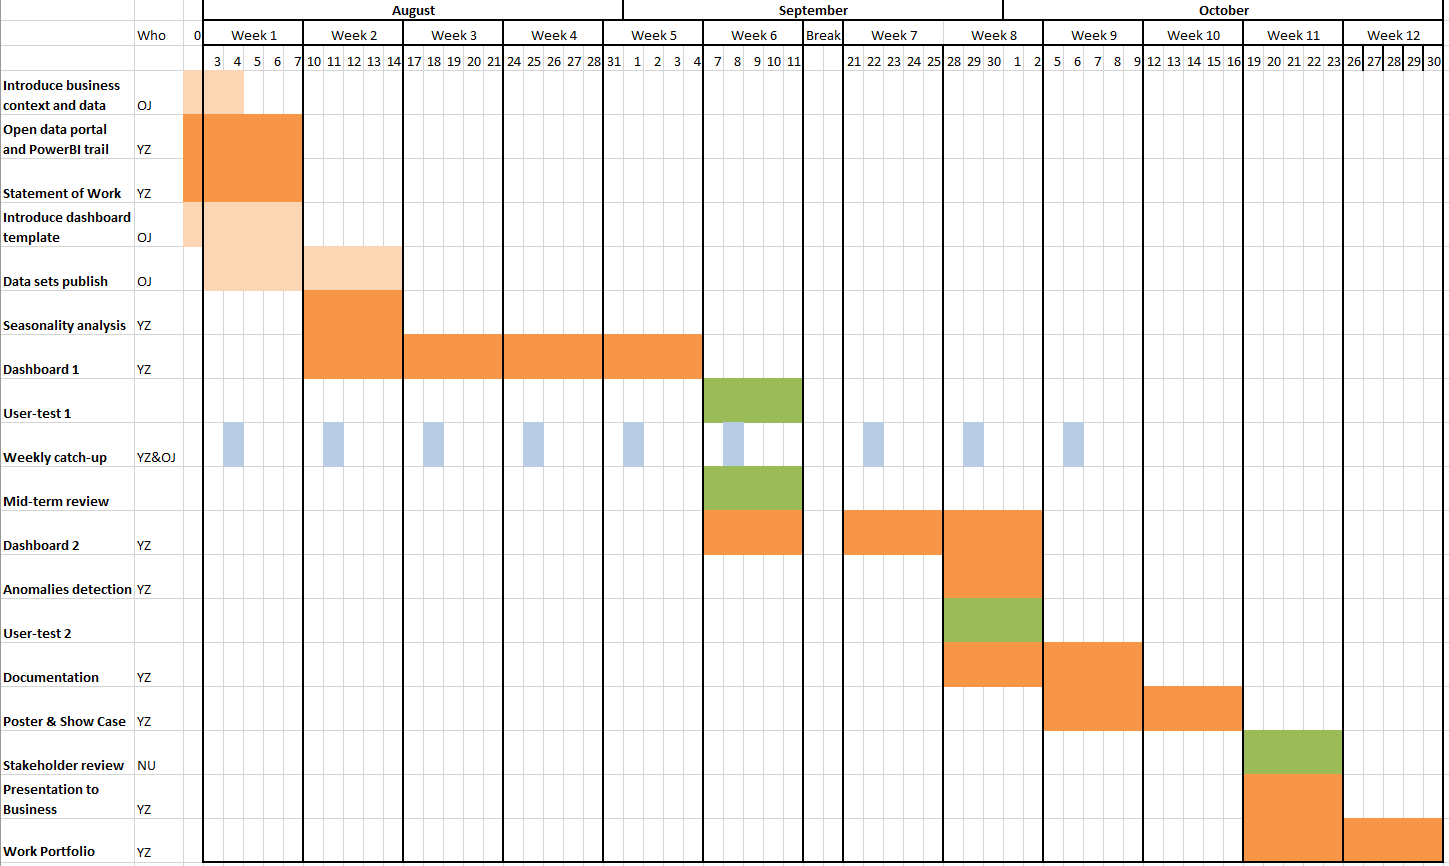 August September October
Who 0 Week 1 Week 2 Week 3 Week 4 Week 5 Week 6 Break Week 7 Week 8 Week 9 Week 10 Week 11 Week 12
3 4 5 6 7 10 11 12 13 14 17 18 19 20 21 24 25 26 27 28 31 1 2 3 4 7 8 9 10 11 21 22 23 24 25 28 29 30 1 2 5 6 7 8 9 12 13 14 15 16 19 20 21 22 23 26 27 28 29 30
Introduce business
context and data OJ
Open data portal
and PowerBI trail YZ
Statement of Work YZ
Introduce dashboard
template OJ
Data sets publish OJ
Seasonality analysis YZ
Dashboard 1 YZ
User-test 1
Weekly catch-up YZ&OJ
Mid-term review
Dashboard 2 YZ
Anomalies detection YZ
User-test 2
Documentation YZ
Poster & Show Case YZ
Stakeholder review NU
Presentation to
Business YZ
Work Portfolio YZ